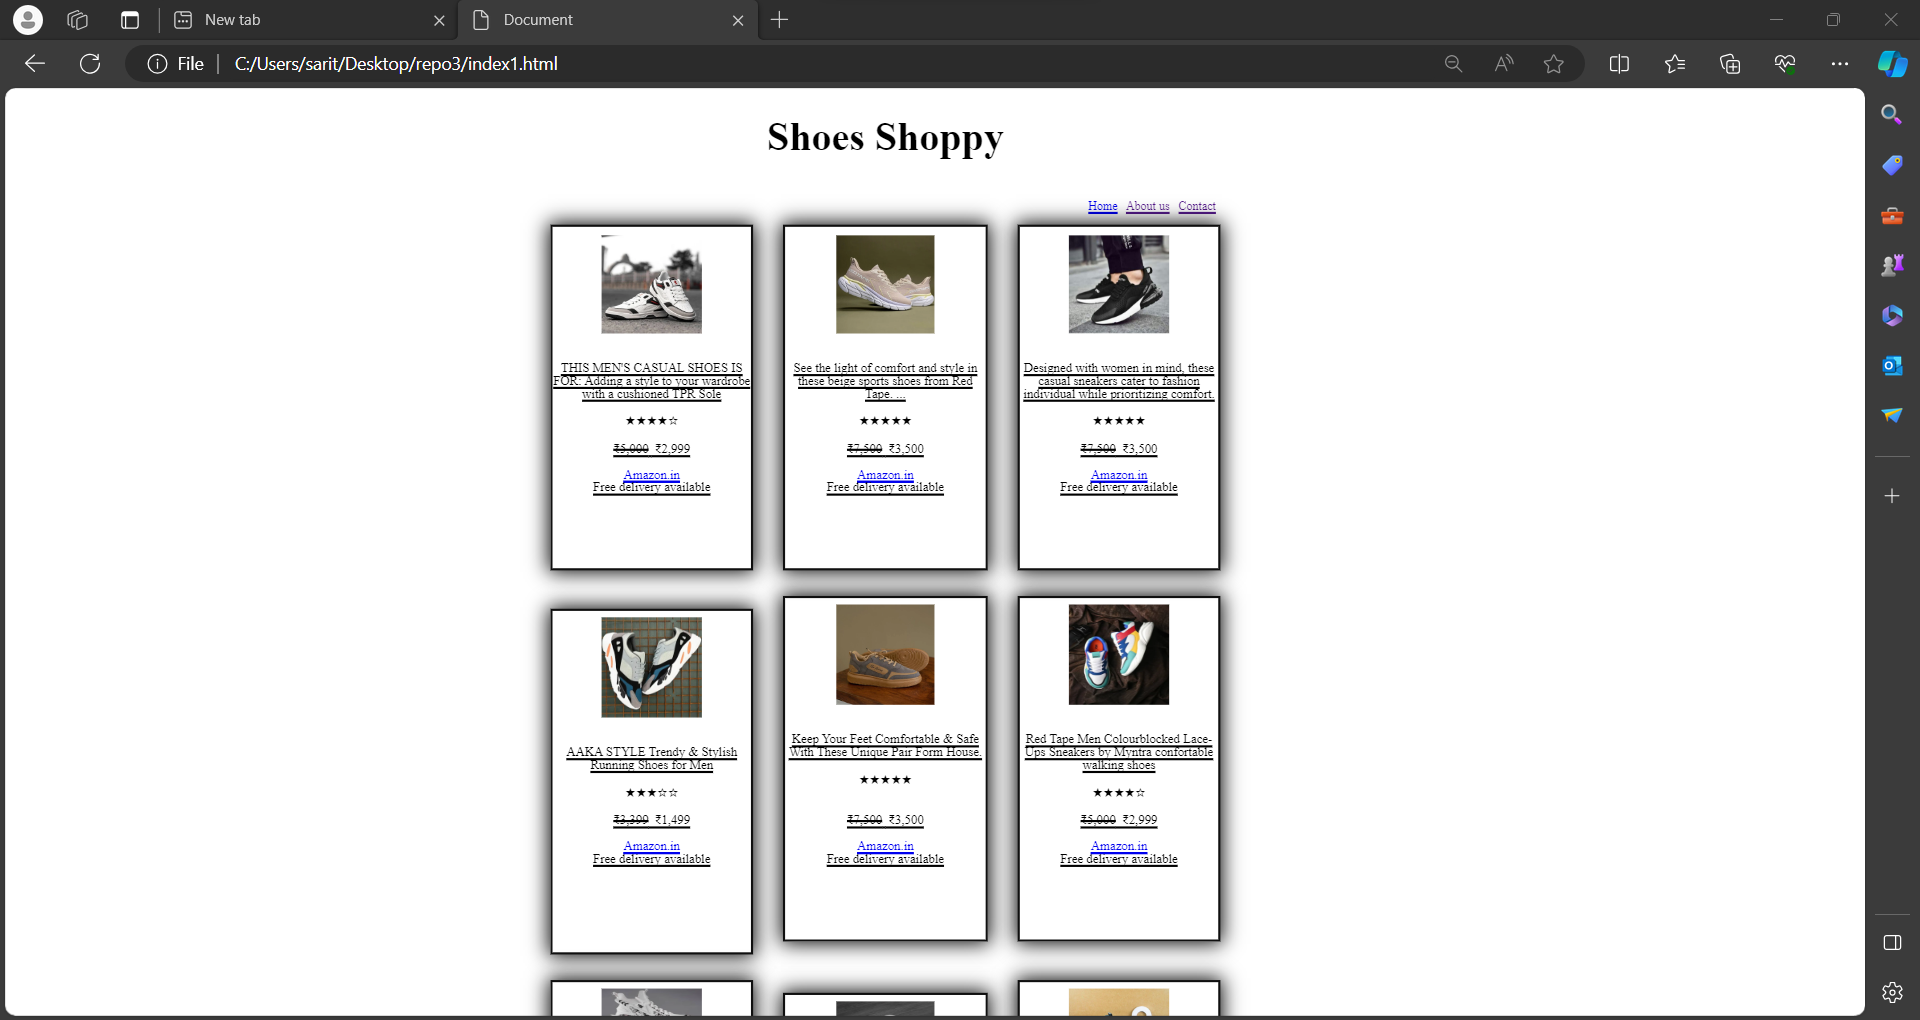 New tab
Document
File
C:/Users/sarit/Desktop/repo3/index1.html
Shoes Shoppy
Home About us Contact
THIS MEN'S CASUAL SHOES IS
FOR: Adding a style to your wardrobe
with a cushioned TPR Sole
★★★★☆
₹5,000 ₹2,999
Amazon.in
Free delivery available
See the light of comfort and style in
these beige sports shoes from Red
Tape. ...
★★★★★
₹7,500 ₹3,500
Amazon.in
Free delivery available
Designed with women in mind, these
casual sneakers cater to fashion
individual while prioritizing comfort.
★★★★★
₹7,500 ₹3,500
Amazon.in
Free delivery available
AAKA STYLE Trendy & Stylish
Running Shoes for Men
★★★☆☆
₹3,399 ₹1,499
Amazon.in
Free delivery available
Keep Your Feet Comfortable & Safe
With These Unique Pair Form House.
★★★★★
₹7,500 ₹3,500
Amazon.in
Free delivery available
Red Tape Men Colourblocked Lace-
Ups Sneakers by Myntra confortable
walking shoes
★★★★☆
₹5,000 ₹2,999
Amazon.in
Free delivery available